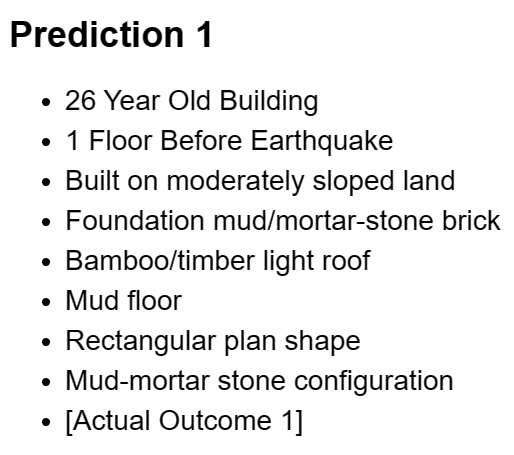 Prediction 1
• 26 Year Old Building
• 1 Floor Before Earthquake
• Built on moderately sloped land
• Foundation mud/mortar-stone brick
• Bamboo/timber light roof
• Mud floor
• Rectangular plan shape
• Mud-mortar stone configuration
• [Actual Outcome 1]